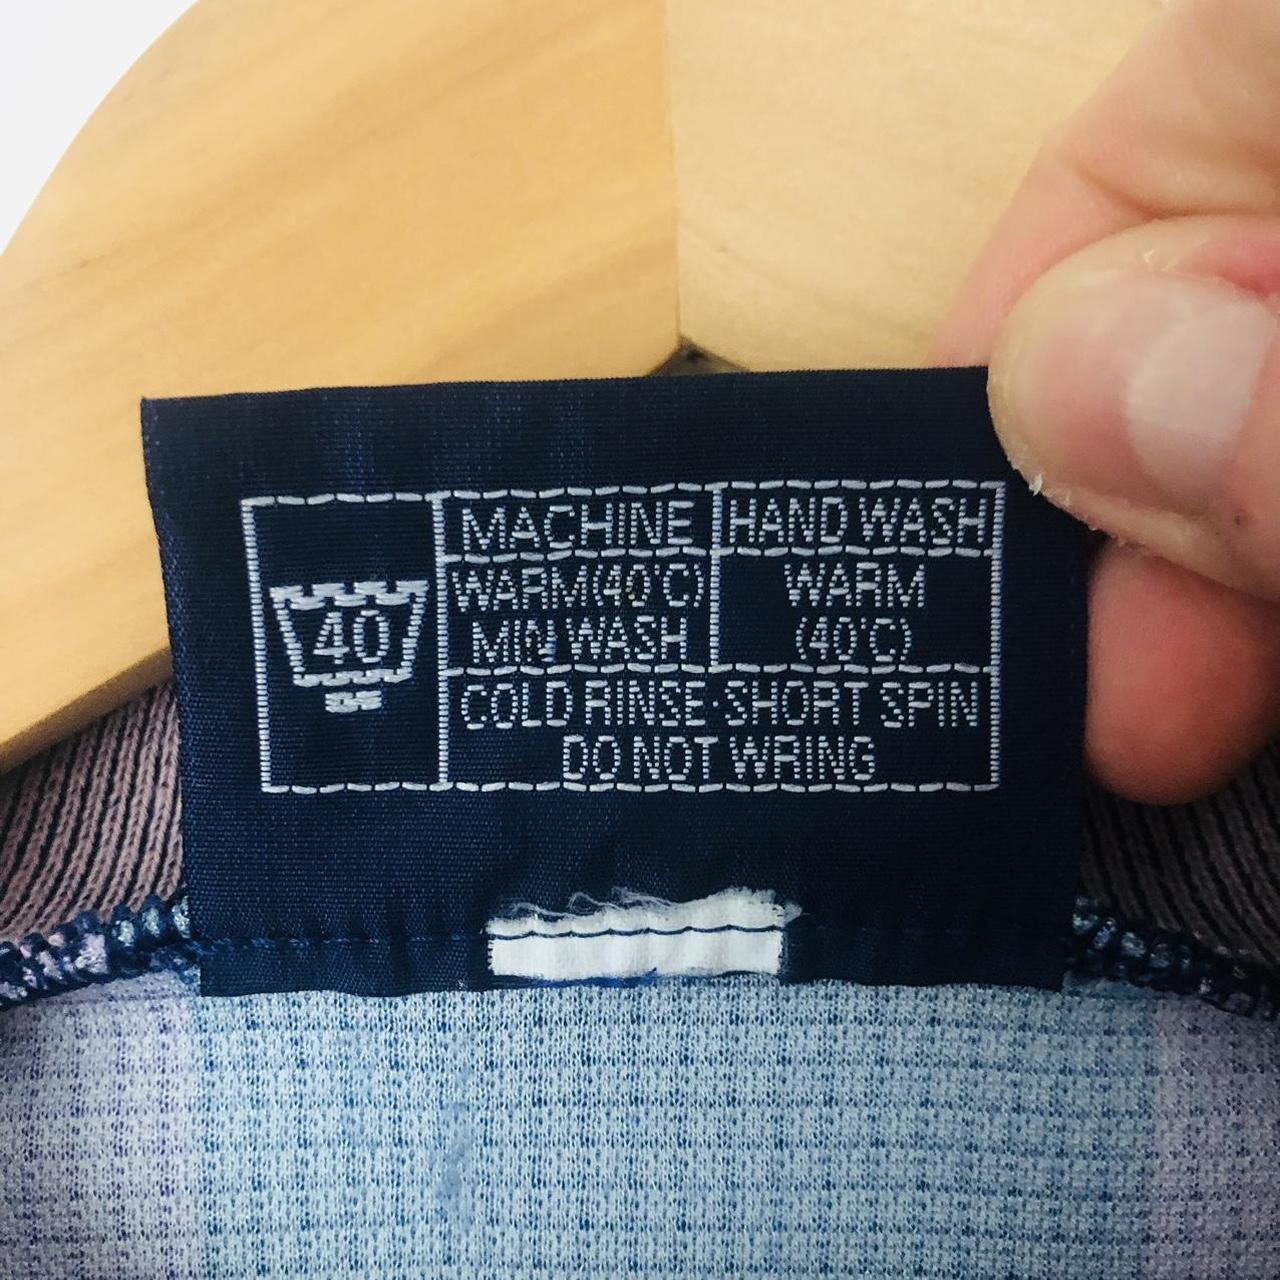 40
MACHINE
HAND WASH
WARM(40°C)
MIN WASH
WARM
(40°C)
COLD RINSE·SHORT SPIN
DO NOT WRING